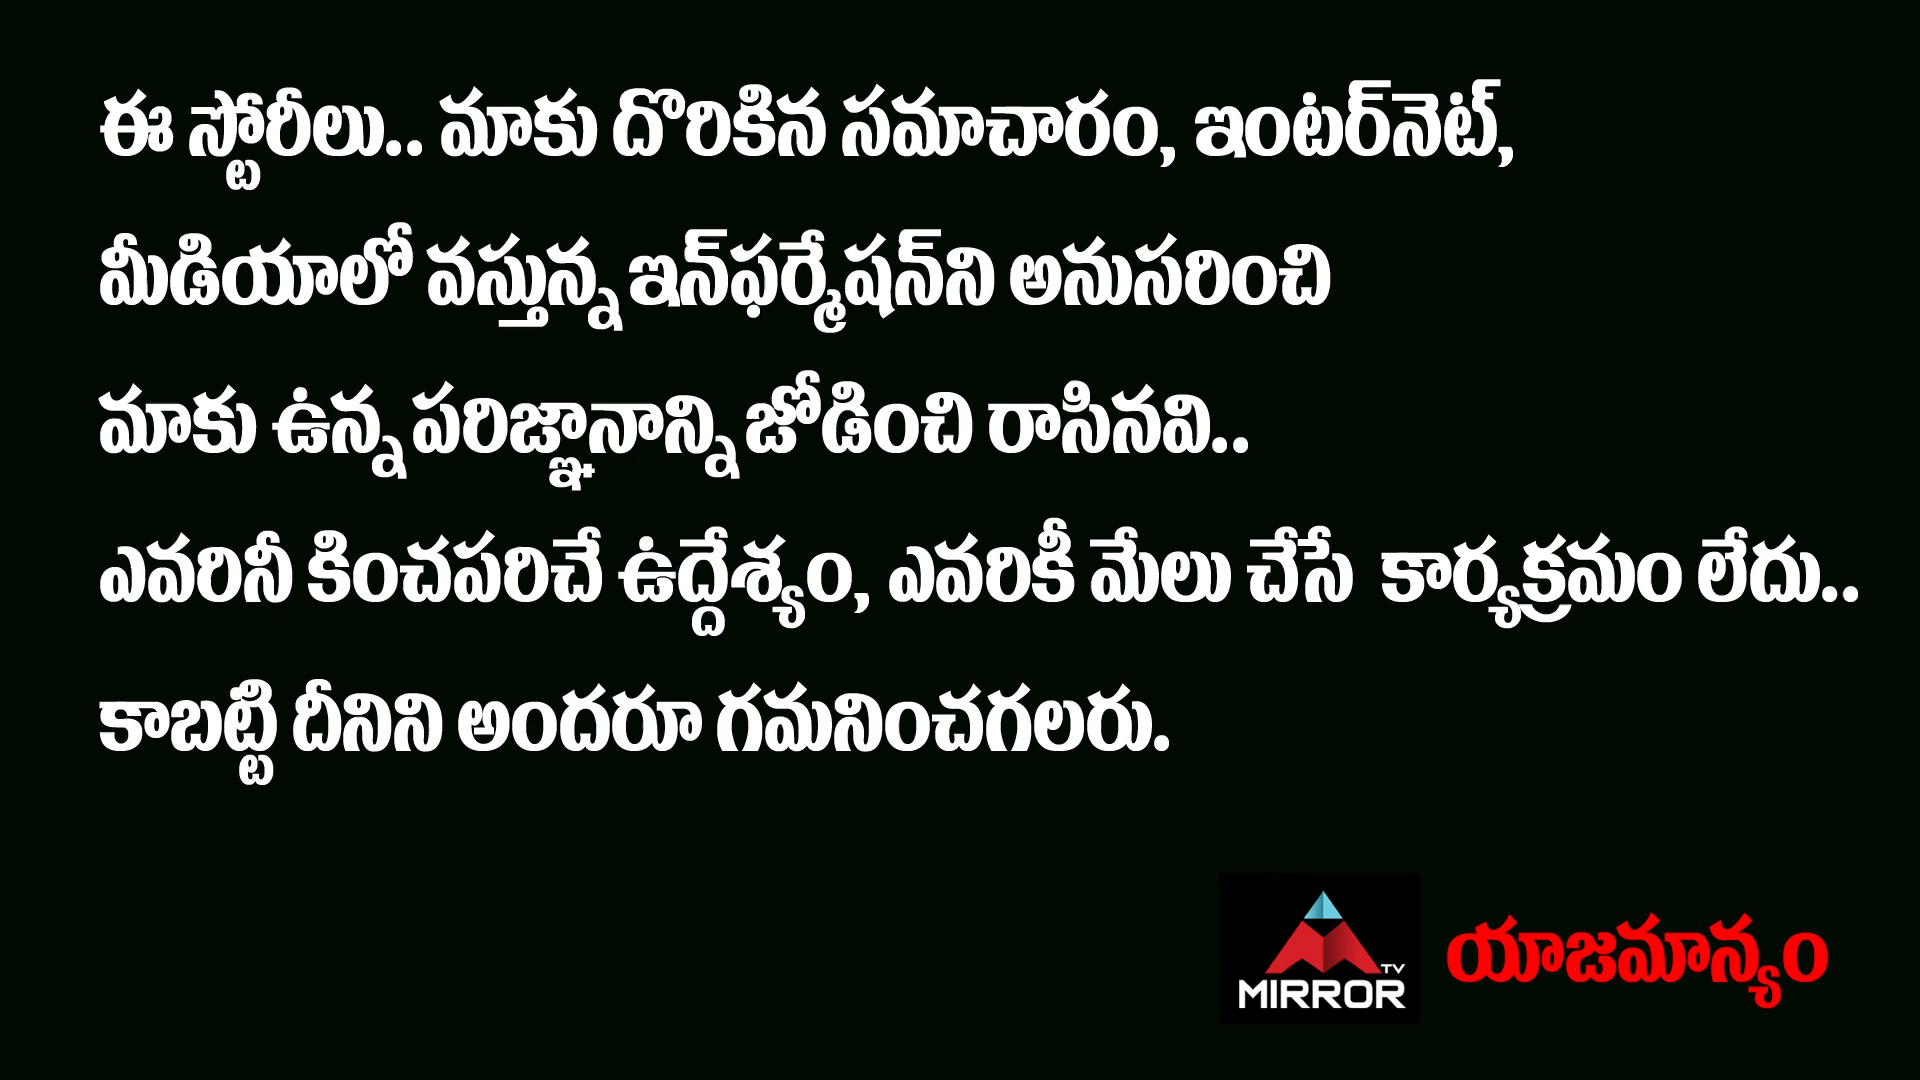 ఈ స్టోరీలు.. మాకు దొరికిన సమాచారం, ఇంటర్‌నెట్,
మీడియాలో వస్తున్న ఇన్‌ఫర్మేషన్‌ని అనుసరించి
మాకు ఉన్న పరిజ్ఞానాన్ని జోడించి రాసినవి..
ఎవరినీ కించపరిచే ఉద్దేశ్యం, ఎవరికీ మేలు చేసే కార్యక్రమం లేదు..
కాబట్టి దీనిని అందరూ గమనించగలరు.
TV
MIRROR
యాజమాన్యం